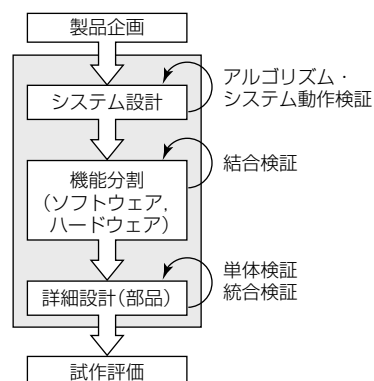 製品企画
システム設計
アルゴリズム・
システム動作検証
機能分割
(ソフトウェア,
ハードウェア)
結合検証
詳細設計(部品)
単体検証
統合検証
試作評価